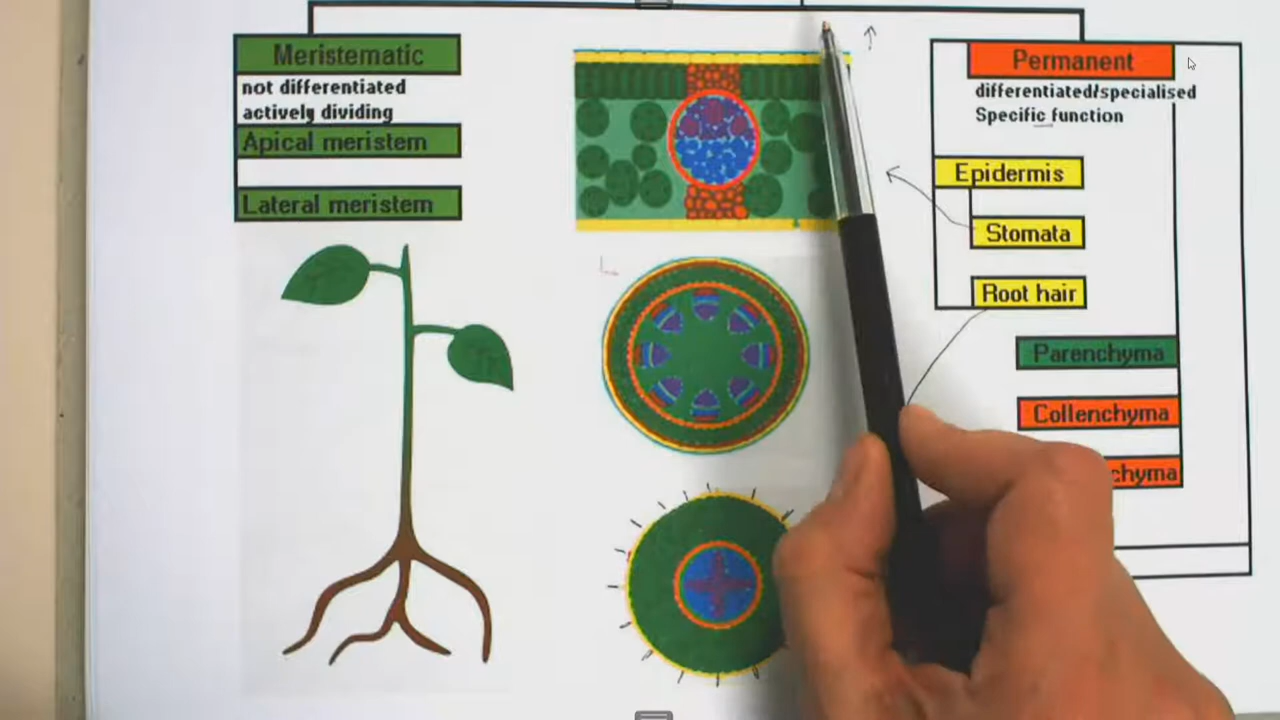 Meristematic
not differentiated
actively dividing
Apical meristem
Lateral meristem
Permanent
differentiated/specialised
Specific function
Epidermis
Stomata
Root hair
Parenchyma
Collenchyma
chyma